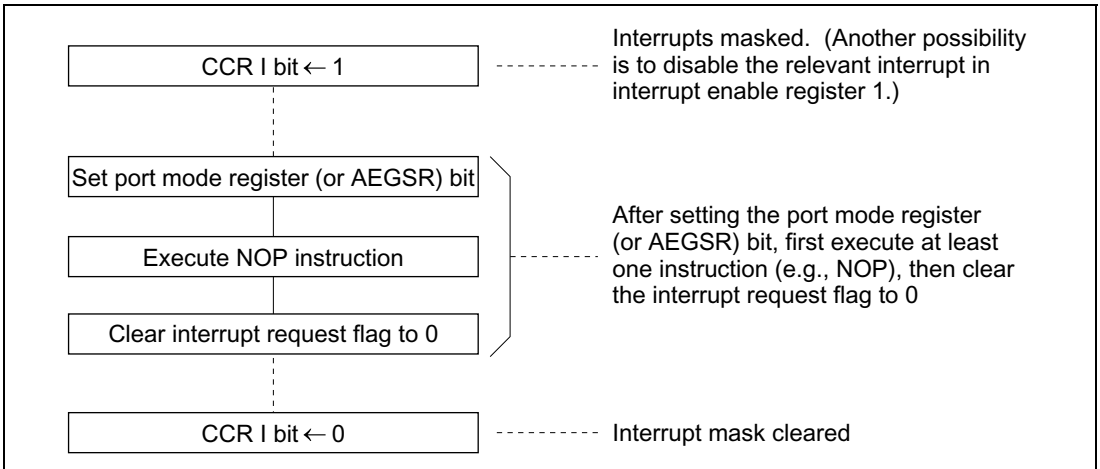 CCR I bit ← 1
Interrupts masked. (Another possibility
is to disable the relevant interrupt in
interrupt enable register 1.)
Set port mode register (or AEGSR) bit
Execute NOP instruction
Clear interrupt request flag to 0
After setting the port mode register
(or AEGSR) bit, first execute at least
one instruction (e.g., NOP), then clear
the interrupt request flag to 0
CCR I bit ← 0
Interrupt mask cleared